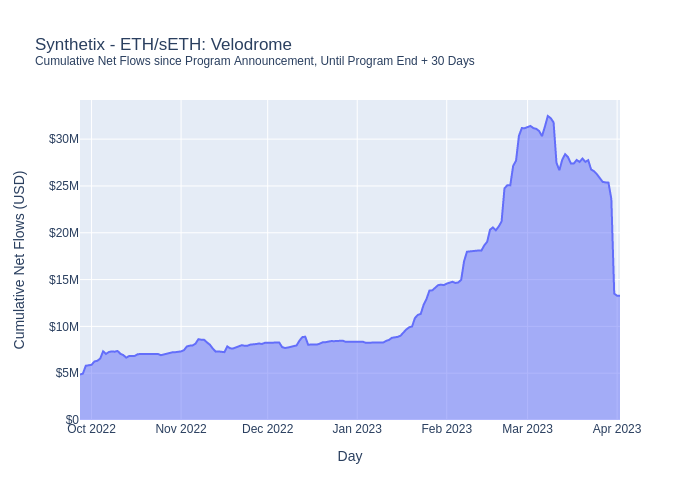 Synthetix - ETH/sETH: Velodrome
Cumulative Net Flows since Program Announcement, Until Program End + 30 Days
Cumulative Net Flows (USD)
$30M
$25M
$20M
$15M
$10M
$5M
$0
Oct 2022 Nov 2022 Dec 2022 Jan 2023 Feb 2023 Mar 2023 Apr 2023
Day